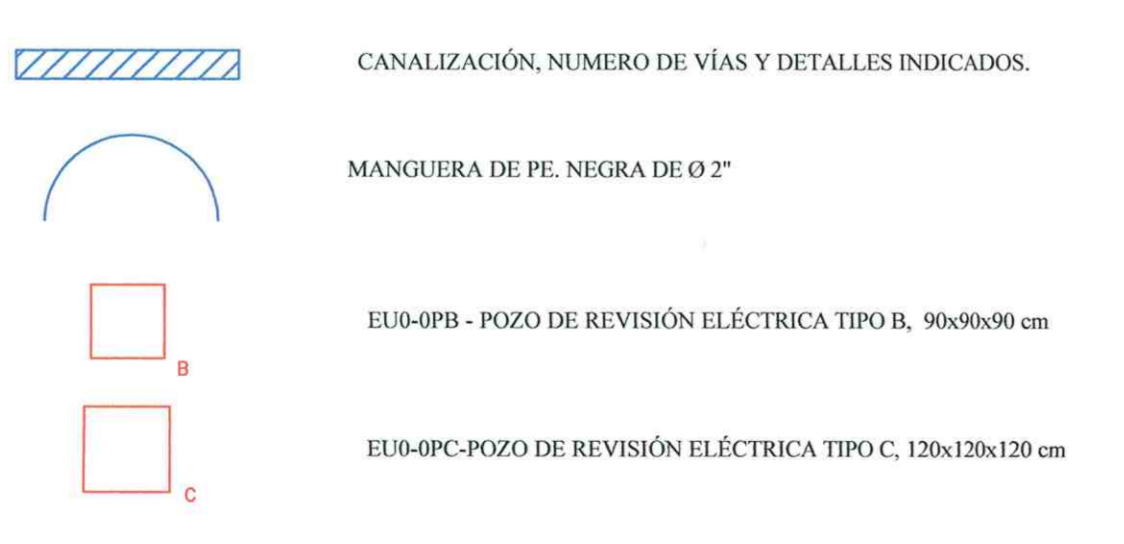 CANALIZACIÓN, NUMERO DE VÍAS Y DETALLES INDICADOS.
MANGUERA DE PE. NEGRA DE Ø 2"
EU0-0PB - POZO DE REVISIÓN ELÉCTRICA TIPO B, 90x90x90 cm
B
EU0-0PC-POZO DE REVISIÓN ELÉCTRICA TIPO C, 120x120x120 cm
C